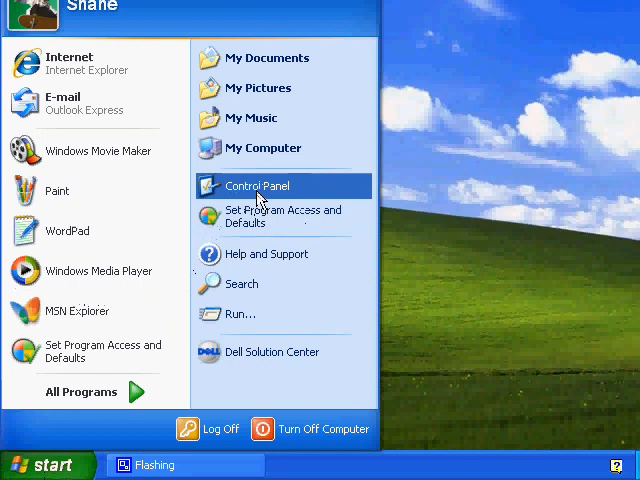 Shane
Internet
Internet Explorer
E-mail
Outlook Express
Windows Movie Maker
Paint
WordPad
Windows Media Player
MSN Explorer
Set Program Access and
Defaults
All Programs
My Documents
My Pictures
My Music
My Computer
Control Panel
Set Program Access and
Defaults
Help and Support
Search
Run...
DELL
Dell Solution Center
Log Off
Turn Off Computer
start
Flashing